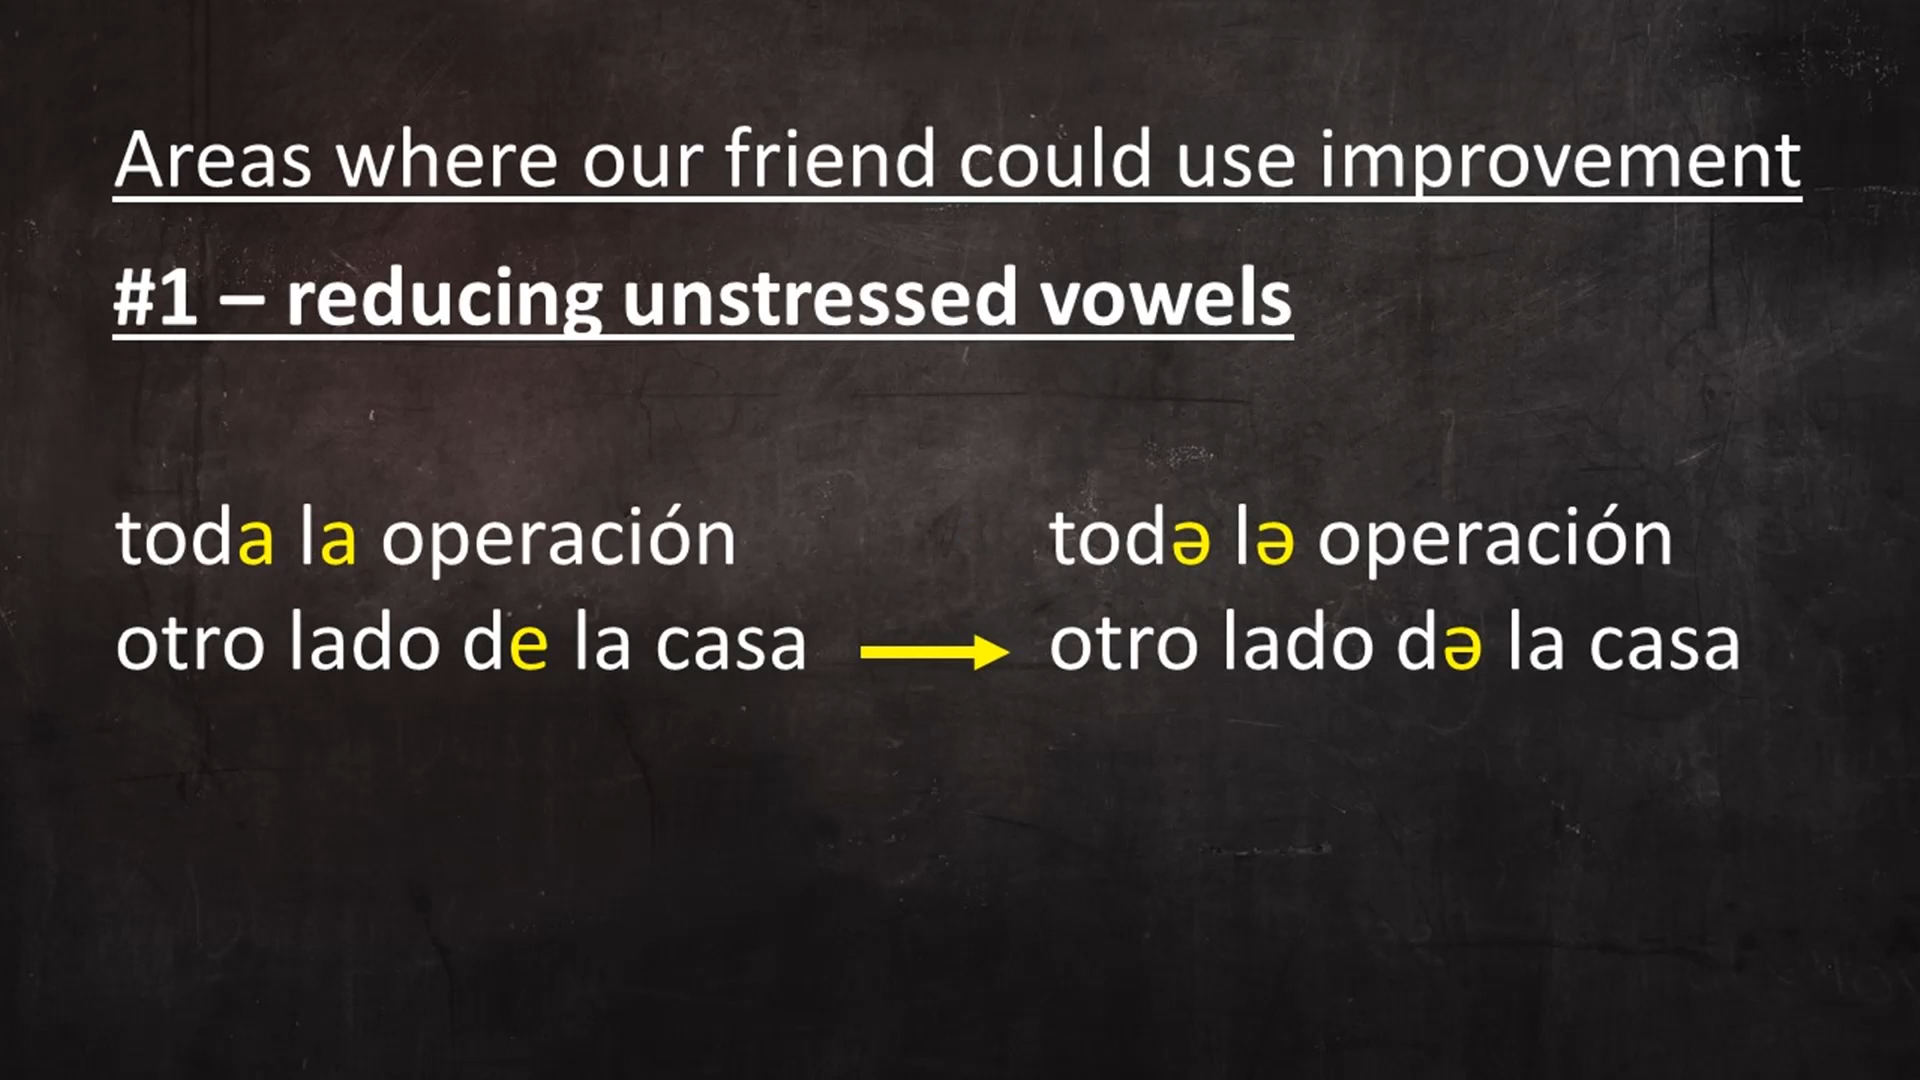 Areas where our friend could use improvement
#1 – reducing unstressed vowels
toda la operación
otro lado de la casa
todə lə operación
otro lado də la casa